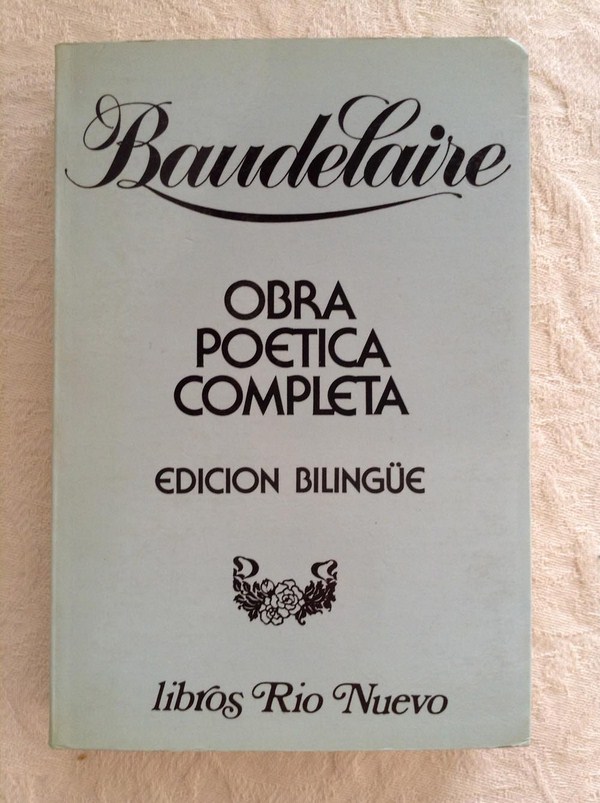 Baudelaire
OBRA
POETICA
COMPLETA
EDICION BILINGÜE
libros Rio Nuevo